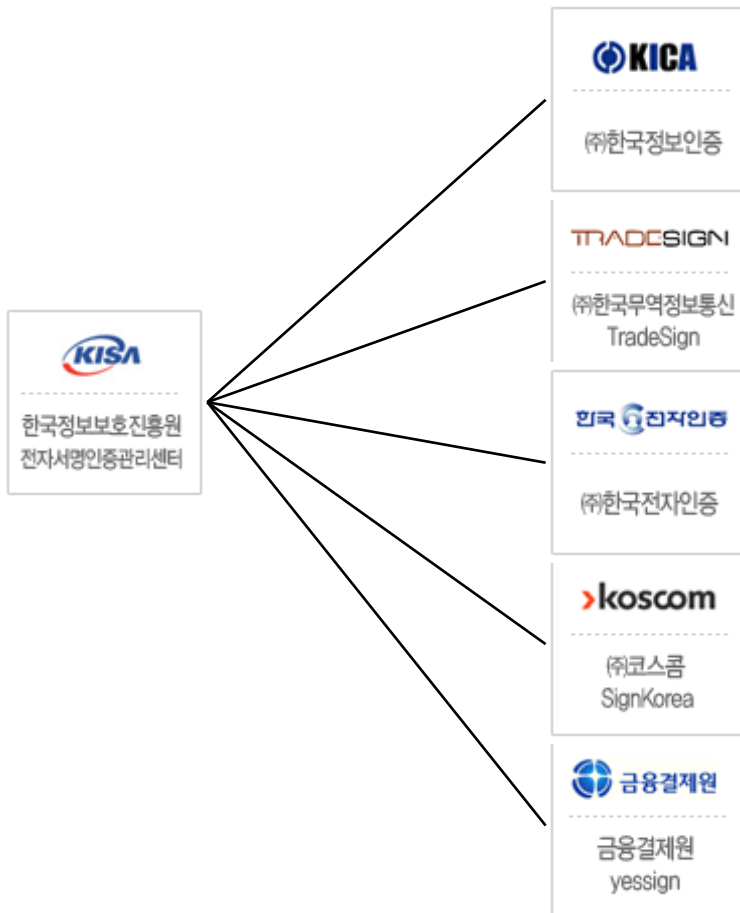 KISA
한국정보보호진흥원
전자서명인증관리센터
KICA
㈜한국정보인증
TRADESIGN
㈜한국무역정보통신
TradeSign
한국전자인증
㈜한국전자인증
koscom
㈜코스콤
SignKorea
금융결제원
금융결제원
yessign